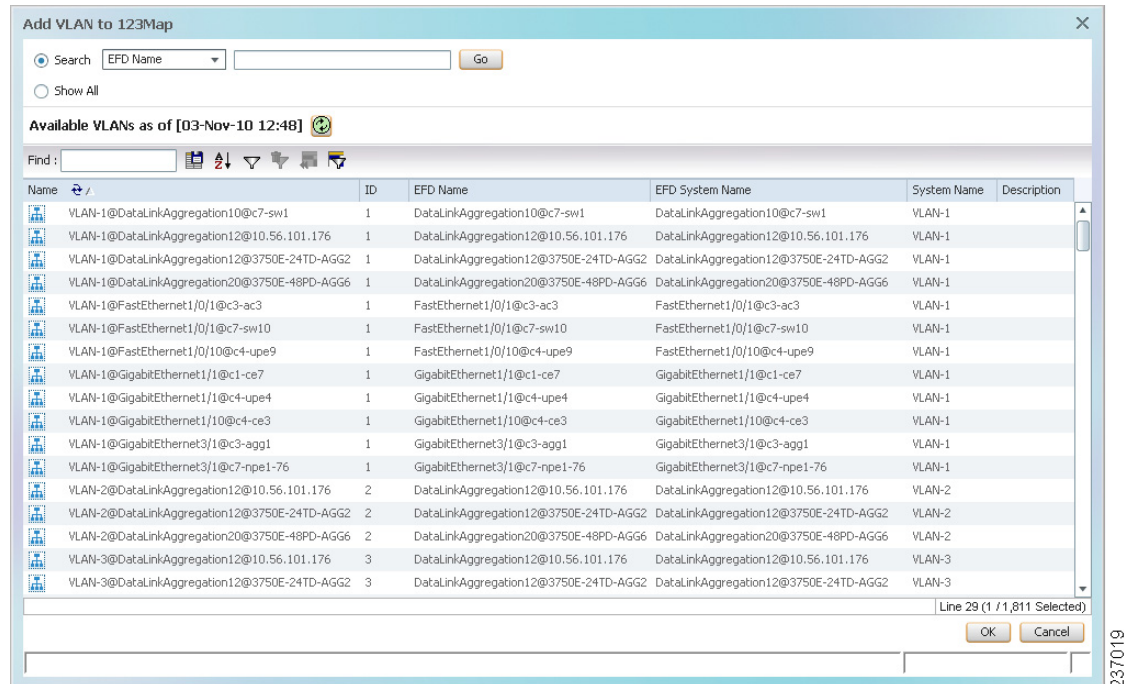 Add VLAN to 123Map
Search EFD Name Go
Show All
Available VLANs as of [03-Nov-10 12:48]
Find :
Name ID EFD Name EFD System Name System Name Description
VLAN-1@DataLinkAggregation10@c7-sw1 1 DataLinkAggregation10@c7-sw1 DataLinkAggregation10@c7-sw1 VLAN-1
VLAN-1@DataLinkAggregation12@10.56.101.176 1 DataLinkAggregation12@10.56.101.176 DataLinkAggregation12@10.56.101.176 VLAN-1
VLAN-1@DataLinkAggregation12@3750E-24TD-AGG2 1 DataLinkAggregation12@3750E-24TD-AGG2 DataLinkAggregation12@3750E-24TD-AGG2 VLAN-1
VLAN-1@DataLinkAggregation20@3750E-48PD-AGG6 1 DataLinkAggregation20@3750E-48PD-AGG6 DataLinkAggregation20@3750E-48PD-AGG6 VLAN-1
VLAN-1@FastEthernet1/0/1@c3-ac3 1 FastEthernet1/0/1@c3-ac3 FastEthernet1/0/1@c3-ac3 VLAN-1
VLAN-1@FastEthernet1/0/1@c7-sw10 1 FastEthernet1/0/1@c7-sw10 FastEthernet1/0/1@c7-sw10 VLAN-1
VLAN-1@FastEthernet1/0/10@c4-upe9 1 FastEthernet1/0/10@c4-upe9 FastEthernet1/0/10@c4-upe9 VLAN-1
VLAN-1@GigabitEthernet1/1@c1-ce7 1 GigabitEthernet1/1@c1-ce7 GigabitEthernet1/1@c1-ce7 VLAN-1
VLAN-1@GigabitEthernet1/1@c4-upe4 1 GigabitEthernet1/1@c4-upe4 GigabitEthernet1/1@c4-upe4 VLAN-1
VLAN-1@GigabitEthernet1/10@c4-ce3 1 GigabitEthernet1/10@c4-ce3 GigabitEthernet1/10@c4-ce3 VLAN-1
VLAN-1@GigabitEthernet3/1@c3-agg1 1 GigabitEthernet3/1@c3-agg1 GigabitEthernet3/1@c3-agg1 VLAN-1
VLAN-1@GigabitEthernet3/1@c7-npe1-76 1 GigabitEthernet3/1@c7-npe1-76 GigabitEthernet3/1@c7-npe1-76 VLAN-1
VLAN-2@DataLinkAggregation12@10.56.101.176 2 DataLinkAggregation12@10.56.101.176 DataLinkAggregation12@10.56.101.176 VLAN-2
VLAN-2@DataLinkAggregation12@3750E-24TD-AGG2 2 DataLinkAggregation12@3750E-24TD-AGG2 DataLinkAggregation12@3750E-24TD-AGG2 VLAN-2
VLAN-2@DataLinkAggregation20@3750E-48PD-AGG6 2 DataLinkAggregation20@3750E-48PD-AGG6 DataLinkAggregation20@3750E-48PD-AGG6 VLAN-2
VLAN-3@DataLinkAggregation12@10.56.101.176 3 DataLinkAggregation12@10.56.101.176 DataLinkAggregation12@10.56.101.176 VLAN-3
VLAN-3@DataLinkAggregation12@3750E-24TD-AGG2 3 DataLinkAggregation12@3750E-24TD-AGG2 DataLinkAggregation12@3750E-24TD-AGG2 VLAN-3
Line 29 (1 / 1,811 Selected)
OK Cancel
237019